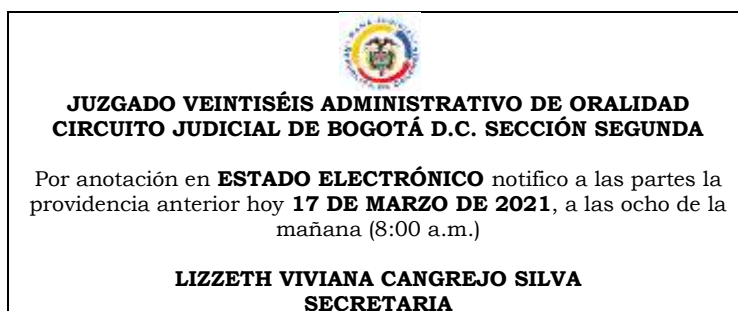 JUZGADO VEINTISÉIS ADMINISTRATIVO DE ORALIDAD
CIRCUITO JUDICIAL DE BOGOTÁ D.C. SECCIÓN SEGUNDA
Por anotación en ESTADO ELECTRÓNICO notifico a las partes la
providencia anterior hoy 17 DE MARZO DE 2021, a las ocho de la
mañana (8:00 a.m.)
LIZZETH VIVIANA CANGREJO SILVA
SECRETARIA